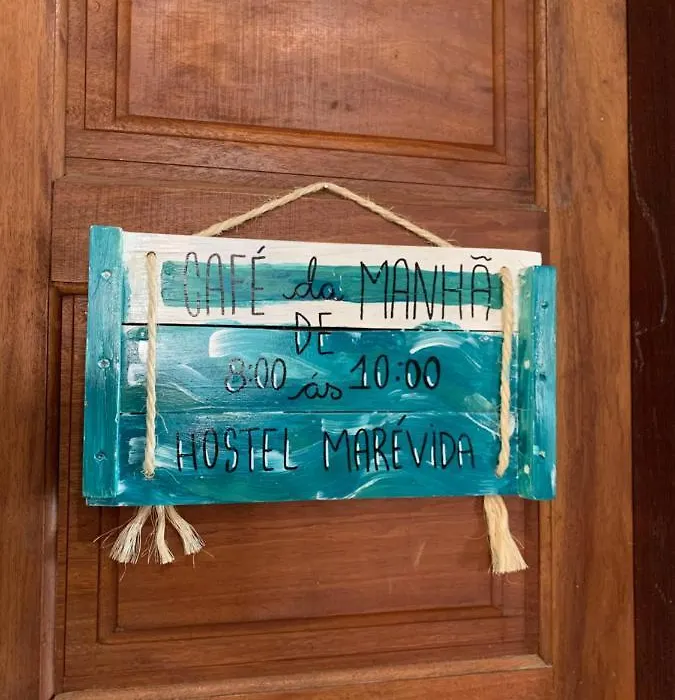 CAFÉ da MANHÃ
DE
8:00 ás 10:00
HOSTEL MARÉVIDA